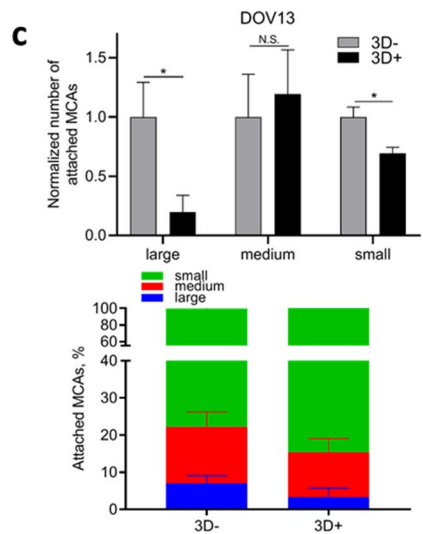 c
DOV13
Normalized number of
attached MCAs
1.5
1.0
0.5
0.0
*
N.S.
*
3D-
3D+
large
medium
small
small
medium
large
Attached MCAs, %
100
80
60
40
30
20
10
0
3D-
3D+